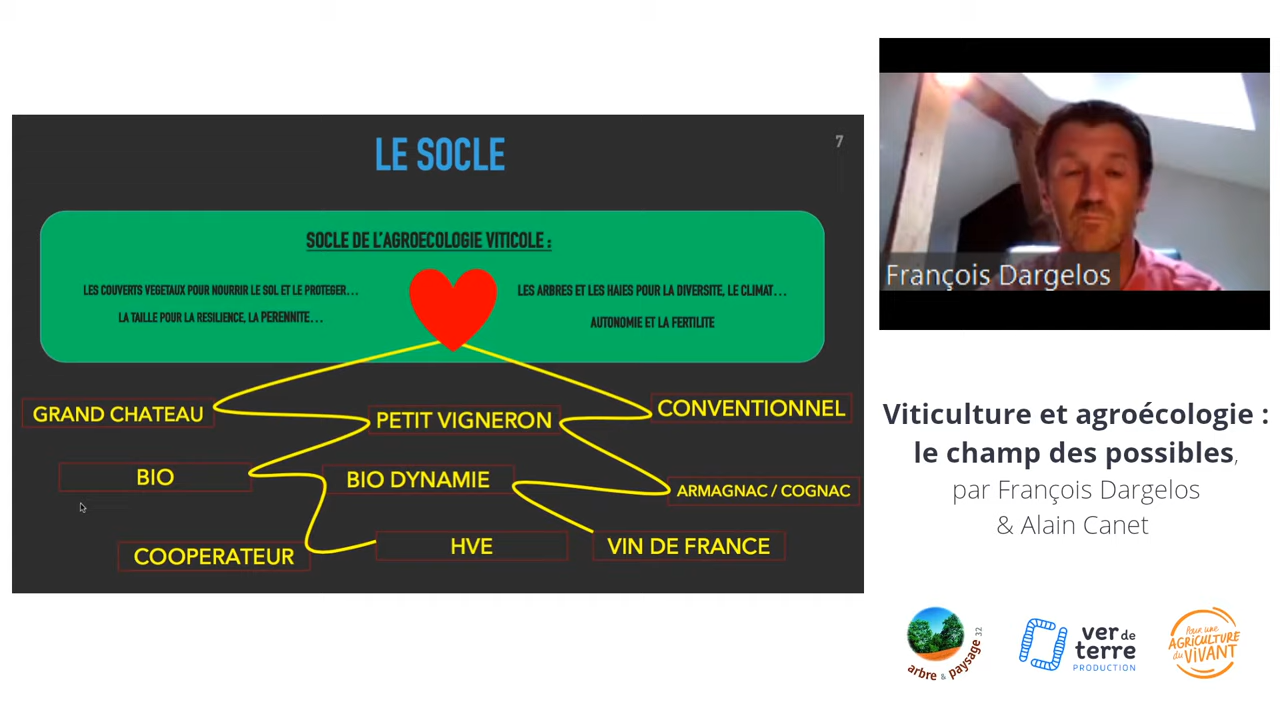 LE SOCLE
7
SOCLE DE L'AGROECOLOGIE VITICOLE :
LES COUVERTS VEGETAUX POUR NOURRIR LE SOL ET LE PROTEGER...
LA TAILLE POUR LA RESILIENCE, LA PERENNITE...
LES ARBRES ET LES HAIES POUR LA DIVERSITE, LE CLIMAT...
AUTONOMIE ET LA FERTILITE
GRAND CHATEAU
PETIT VIGNERON
CONVENTIONNEL
BIO
BIO DYNAMIE
ARMAGNAC / COGNAC
COOPERATEUR
HVE
VIN DE FRANCE
François Dargelos
Viticulture et agroécologie :
le champ des possibles,
par François Dargelos
& Alain Canet
arbre & paysage 32
ver de
terre
PRODUCTION
Pour une
AGRICULTURE
du VIVANT